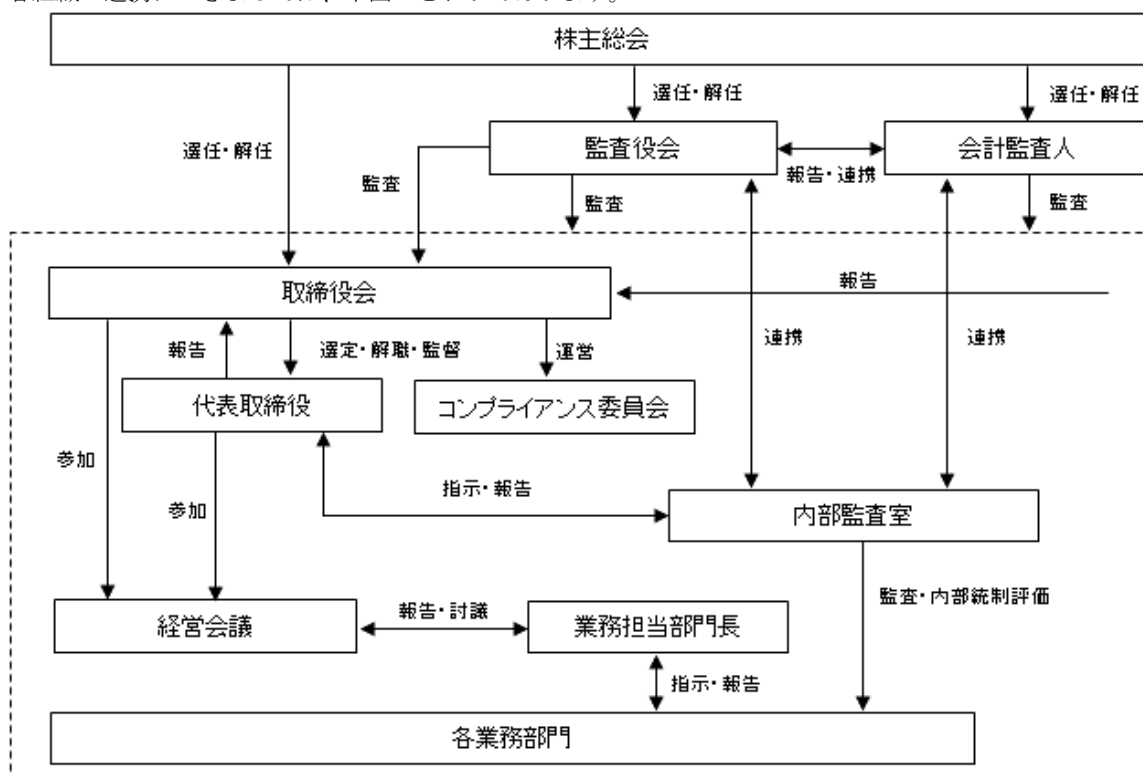 株主総会
選任・解任
選任・解任
選任・解任
監査役会
会計監査人
報告・連携
監査
監査
監査
取締役会
報告
報告
選定・解職・監督
運営
連携
連携
代表取締役
コンプライアンス委員会
参加
参加
指示・報告
内部監査室
監査・内部統制評価
経営会議
報告・討議
業務担当部門長
指示・報告
各業務部門